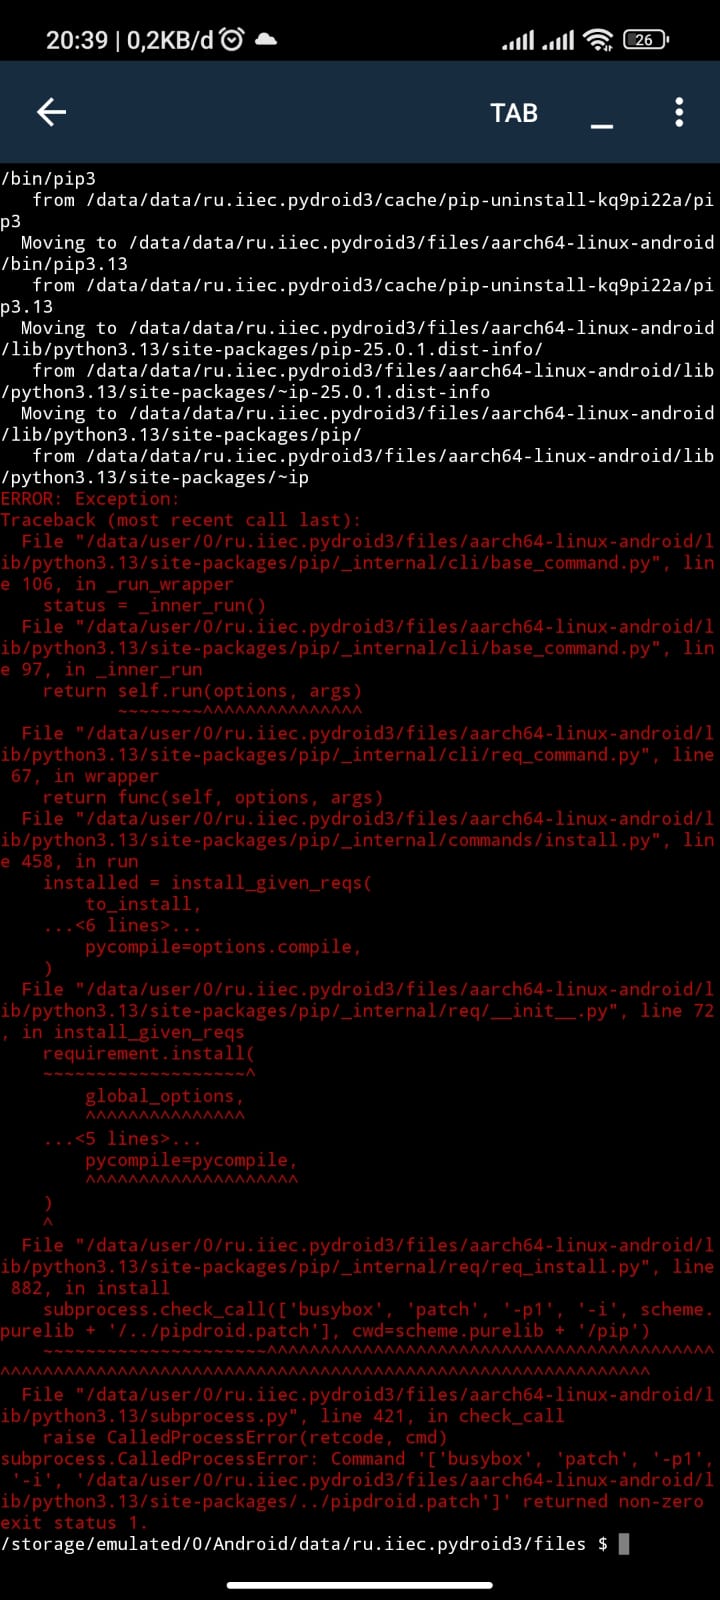 20:39 | 0,2KB/d
26
TAB
/bin/pip3
   from /data/data/ru.iiec.pydroid3/cache/pip-uninstall-kq9pi22a/pi
p3
  Moving to /data/data/ru.iiec.pydroid3/files/aarch64-linux-android
/bin/pip3.13
   from /data/data/ru.iiec.pydroid3/cache/pip-uninstall-kq9pi22a/pi
p3.13
  Moving to /data/data/ru.iiec.pydroid3/files/aarch64-linux-android
/lib/python3.13/site-packages/pip-25.0.1.dist-info/
   from /data/data/ru.iiec.pydroid3/files/aarch64-linux-android/lib
/python3.13/site-packages/~ip-25.0.1.dist-info
  Moving to /data/data/ru.iiec.pydroid3/files/aarch64-linux-android
/lib/python3.13/site-packages/pip/
   from /data/data/ru.iiec.pydroid3/files/aarch64-linux-android/lib
/python3.13/site-packages/~ip
ERROR: Exception:
Traceback (most recent call last):
  File "/data/user/0/ru.iiec.pydroid3/files/aarch64-linux-android/l
ib/python3.13/site-packages/pip/_internal/cli/base_command.py", lin
e 106, in _run_wrapper
    status = _inner_run()
  File "/data/user/0/ru.iiec.pydroid3/files/aarch64-linux-android/l
ib/python3.13/site-packages/pip/_internal/cli/base_command.py", lin
e 97, in _inner_run
    return self.run(options, args)
           ~~~~~~~~^^^^^^^^^^^^^^^
  File "/data/user/0/ru.iiec.pydroid3/files/aarch64-linux-android/l
ib/python3.13/site-packages/pip/_internal/cli/req_command.py", line
 67, in wrapper
    return func(self, options, args)
  File "/data/user/0/ru.iiec.pydroid3/files/aarch64-linux-android/l
ib/python3.13/site-packages/pip/_internal/commands/install.py", lin
e 458, in run
    installed = install_given_reqs(
        to_install,
    ...<6 lines>...
        pycompile=options.compile,
    )
  File "/data/user/0/ru.iiec.pydroid3/files/aarch64-linux-android/l
ib/python3.13/site-packages/pip/_internal/req/__init__.py", line 72
, in install_given_reqs
    requirement.install(
    ~~~~~~~~~~~~~~~~~~~^
        global_options,
        ^^^^^^^^^^^^^^^
    ...<5 lines>...
        pycompile=pycompile,
        ^^^^^^^^^^^^^^^^^^^^
    )
    ^
  File "/data/user/0/ru.iiec.pydroid3/files/aarch64-linux-android/l
ib/python3.13/site-packages/pip/_internal/req/req_install.py", line
 882, in install
    subprocess.check_call(['busybox', 'patch', '-p1', '-i', scheme.
purelib + '/../pipdroid.patch'], cwd=scheme.purelib + '/pip')
    ~~~~~~~~~~~~~~~~~~~~~^^^^^^^^^^^^^^^^^^^^^^^^^^^^^^^^^^^^^^^^^^
^^^^^^^^^^^^^^^^^^^^^^^^^^^^^^^^^^^^^^^^^^^^^^^^^^^^^^^^^^^^^
  File "/data/user/0/ru.iiec.pydroid3/files/aarch64-linux-android/l
ib/python3.13/subprocess.py", line 421, in check_call
    raise CalledProcessError(retcode, cmd)
subprocess.CalledProcessError: Command '['busybox', 'patch', '-p1',
 '-i', '/data/user/0/ru.iiec.pydroid3/files/aarch64-linux-android/l
ib/python3.13/site-packages/../pipdroid.patch']' returned non-zero
exit status 1.
/storage/emulated/0/Android/data/ru.iiec.pydroid3/files $